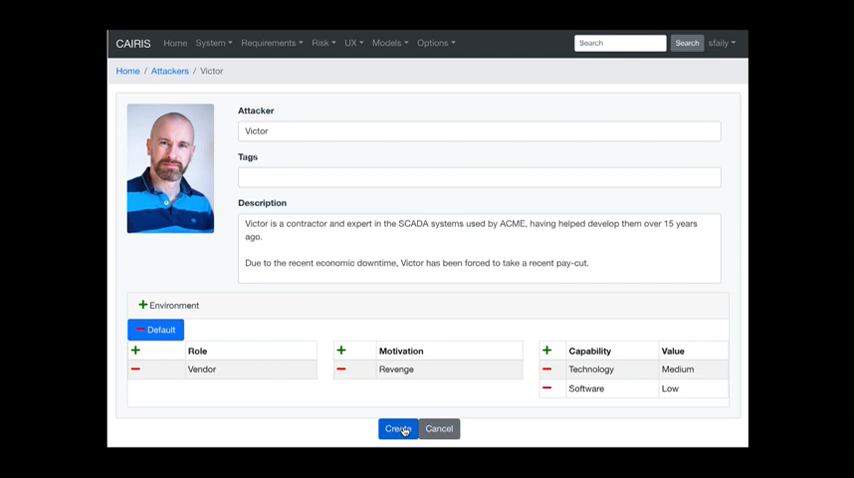 CAIRIS Home System Requirements Risk UX Models Options Search Search sfaily
Home / Attackers / Victor
Attacker
Victor
Tags
Description
Victor is a contractor and expert in the SCADA systems used by ACME, having helped develop them over 15 years
ago.
Due to the recent economic downtime, Victor has been forced to take a recent pay-cut.
Environment
Default
Role Motivation Capability Value
Vendor Revenge Technology Medium
Software Low
Create Cancel